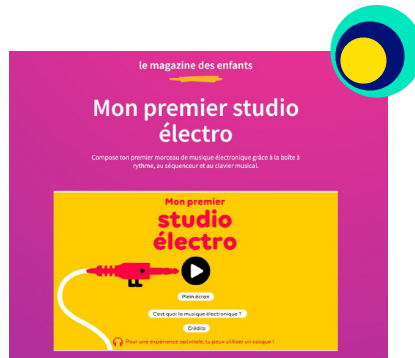 le magazine des enfants
Mon premier studio
électro
Compose ton premier morceau de musique électronique grâce à la boîte à
rythme, au séquenceur et au clavier musical.
Mon premier
studio
électro
Plein écran
C'est quoi la musique électronique ?
Crédits
Pour une expérience optimale, tu peux utiliser un casque !